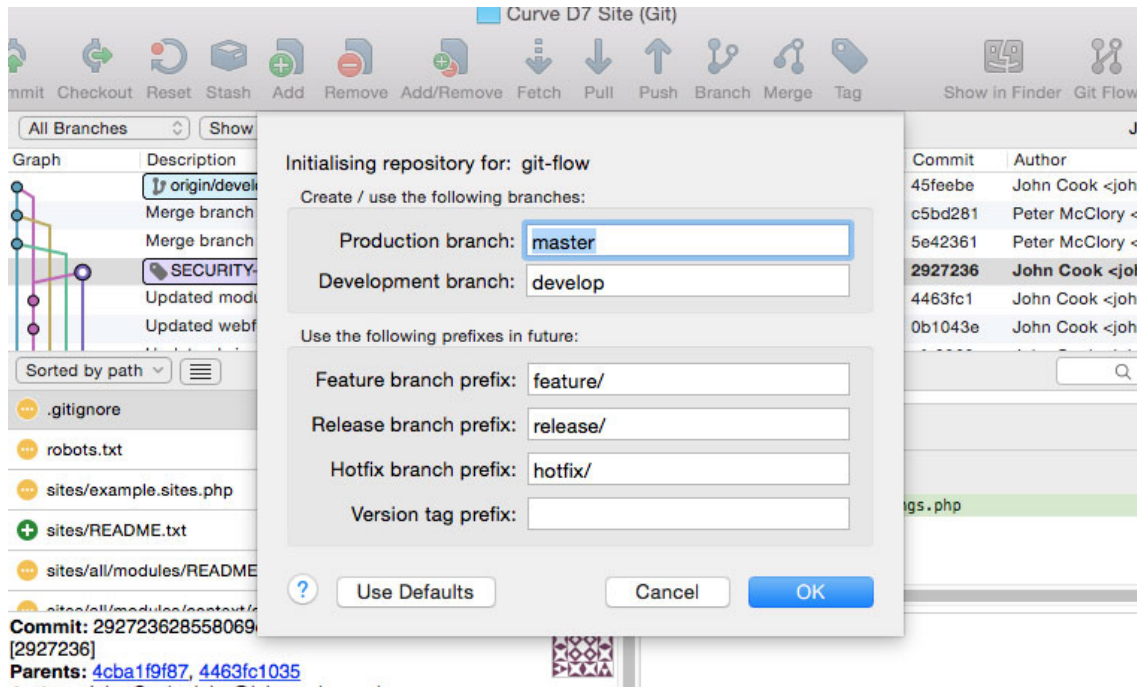 Curve D7 Site (Git)
Checkout Reset Stash Add Remove Add/Remove Fetch Pull Push Branch Merge Tag Show in Finder Git Flow
All Branches Show
Graph Description Commit Author
origin/devel 45feebe John Cook <joh
Merge branch c5bd281 Peter McClory <
Merge branch 5e42361 Peter McClory <
SECURITY- 2927236 John Cook <joh
Updated modu 4463fc1 John Cook <joh
Updated webf 0b1043e John Cook <joh
Sorted by path
.gitignore
robots.txt
sites/example.sites.php
sites/README.txt
sites/all/modules/README
Commit: 292723628558069
[2927236]
Parents: 4cba1f9f87, 4463fc1035
Initialising repository for: git-flow
Create / use the following branches:
Production branch: master
Development branch: develop
Use the following prefixes in future:
Feature branch prefix: feature/
Release branch prefix: release/
Hotfix branch prefix: hotfix/
Version tag prefix:
? Use Defaults Cancel OK
ngs.php